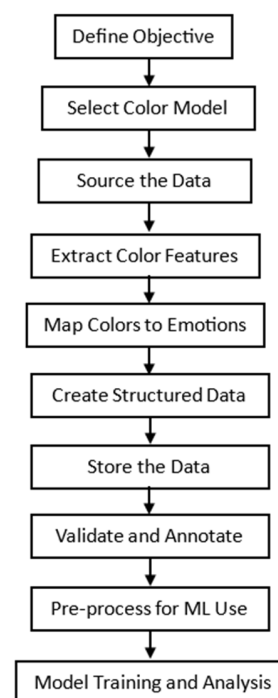 Define Objective
Select Color Model
Source the Data
Extract Color Features
Map Colors to Emotions
Create Structured Data
Store the Data
Validate and Annotate
Pre-process for ML Use
Model Training and Analysis